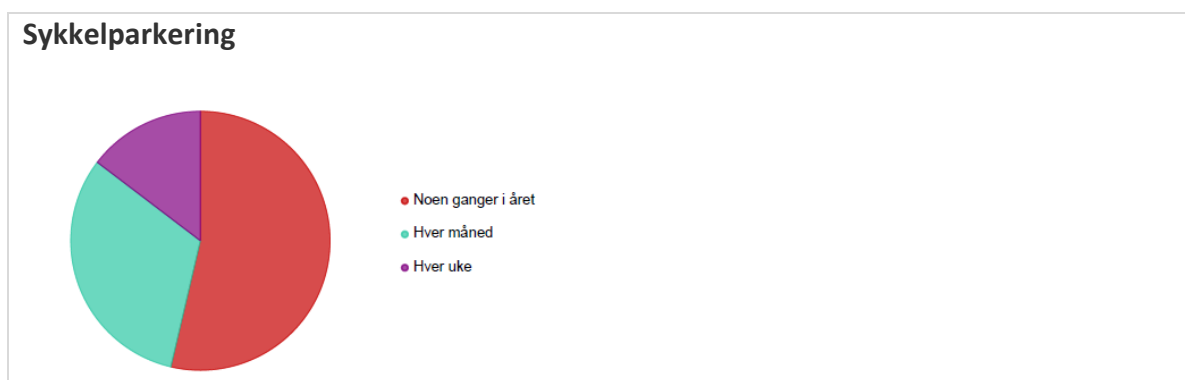 Sykkelparkering
Noen ganger i året
Hver måned
Hver uke